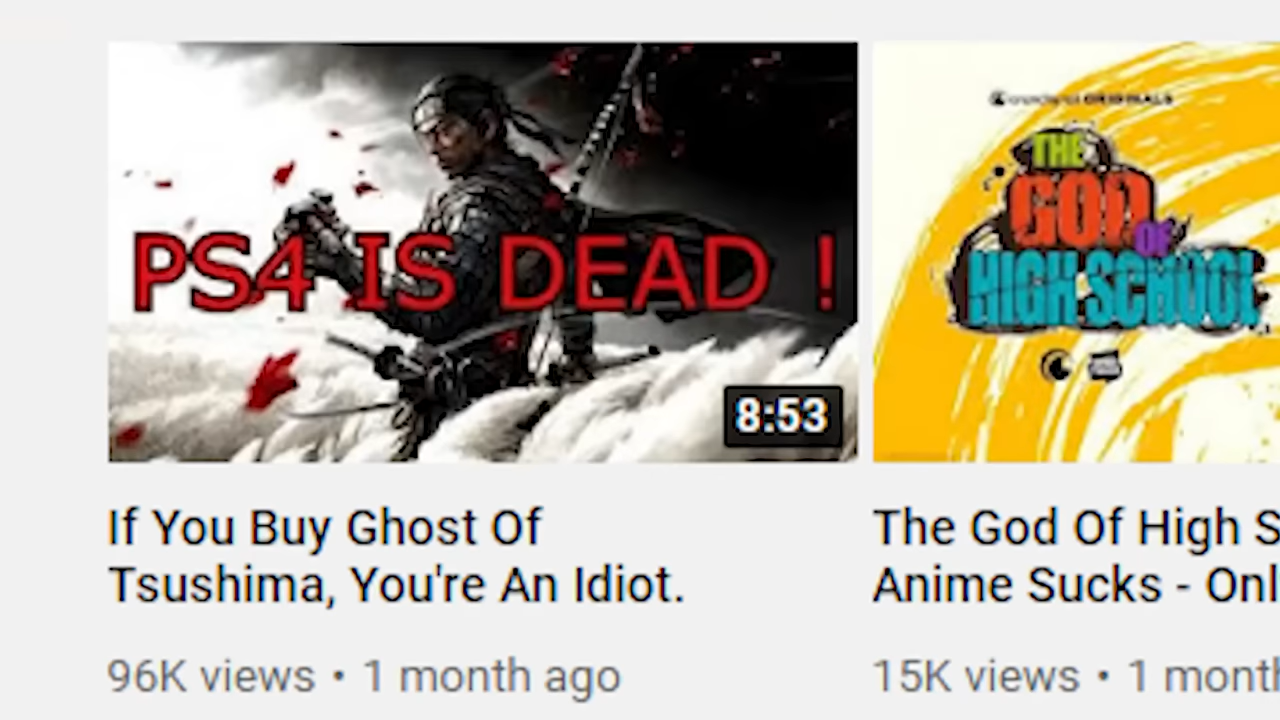 PS4 IS DEAD !
8:53
If You Buy Ghost Of
Tsushima, You're An Idiot.
96K views • 1 month ago
ORIGINALS
THE
GOD
OF
HIGH SCHOOL
The God Of High S
Anime Sucks - Onl
15K views • 1 month